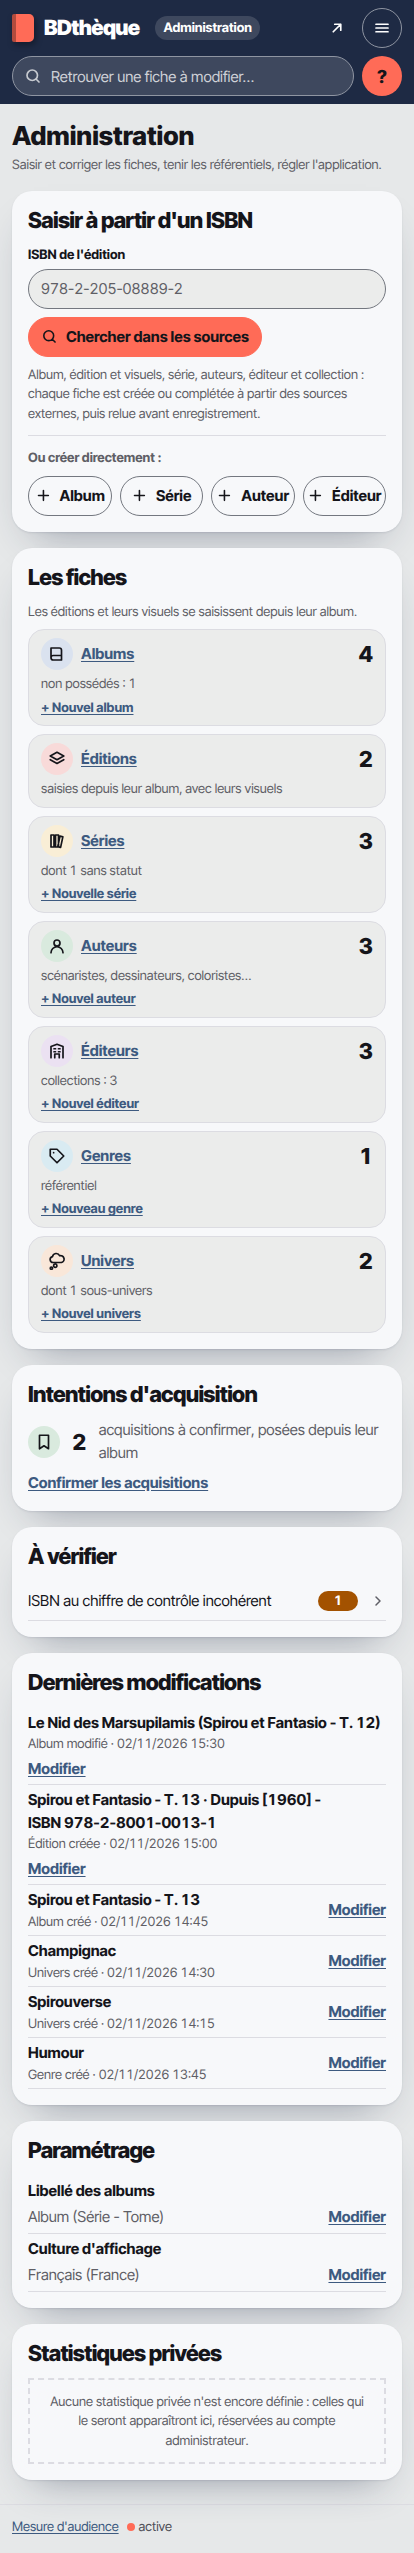 BDthèque Administration
Retrouver une fiche à modifier... ?
Administration
Saisir et corriger les fiches, tenir les référentiels, régler l'application.
Saisir à partir d'un ISBN
ISBN de l'édition
978-2-205-08889-2
Chercher dans les sources
Album, édition et visuels, série, auteurs, éditeur et collection :
chaque fiche est créée ou complétée à partir des sources
externes, puis relue avant enregistrement.
Ou créer directement :
+ Album + Série + Auteur + Éditeur
Les fiches
Les éditions et leurs visuels se saisissent depuis leur album.
Albums 4
non possédés : 1
+ Nouvel album
Éditions 2
saisies depuis leur album, avec leurs visuels
Séries 3
dont 1 sans statut
+ Nouvelle série
Auteurs 3
scénaristes, dessinateurs, coloristes...
+ Nouvel auteur
Éditeurs 3
collections : 3
+ Nouvel éditeur
Genres 1
référentiel
+ Nouveau genre
Univers 2
dont 1 sous-univers
+ Nouvel univers
Intentions d'acquisition
2 acquisitions à confirmer, posées depuis leur
album
Confirmer les acquisitions
À vérifier
ISBN au chiffre de contrôle incohérent 1
Dernières modifications
Le Nid des Marsupilamis (Spirou et Fantasio - T. 12)
Album modifié · 02/11/2026 15:30
Modifier
Spirou et Fantasio - T. 13 · Dupuis [1960] -
ISBN 978-2-8001-0013-1
Édition créée · 02/11/2026 15:00
Modifier
Spirou et Fantasio - T. 13
Album créé · 02/11/2026 14:45
Modifier
Champignac
Univers créé · 02/11/2026 14:30
Modifier
Spirouverse
Univers créé · 02/11/2026 14:15
Modifier
Humour
Genre créé · 02/11/2026 13:45
Modifier
Paramétrage
Libellé des albums
Album (Série - Tome) Modifier
Culture d'affichage
Français (France) Modifier
Statistiques privées
Aucune statistique privée n'est encore définie : celles qui
le seront apparaîtront ici, réservées au compte
administrateur.
Mesure d'audience active